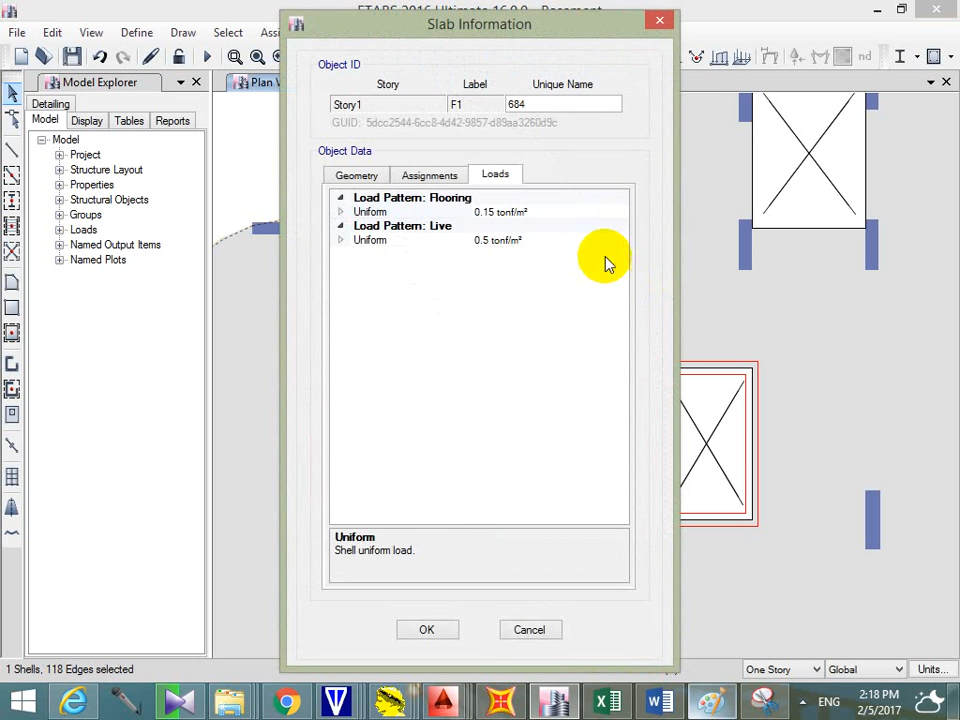 ETABS 2016 Ultimate 16.0.0 - Basement
Slab Information
File Edit View Define Draw Select
nd
Model Explorer
Plan V
Detailing
Model Display Tables Reports
Model
Project
Structure Layout
Properties
Structural Objects
Groups
Loads
Named Output Items
Named Plots
Object ID
Story Label Unique Name
Story1 F1 684
GUID: 5dcc2544-6cc8-4d42-9857-d89aa3260d9c
Object Data
Geometry Assignments Loads
Load Pattern: Flooring
Uniform 0.15 tonf/m²
Load Pattern: Live
Uniform 0.5 tonf/m²
Uniform
Shell uniform load.
OK Cancel
1 Shells, 118 Edges selected
One Story Global Units...
ENG
2:18 PM
2/5/2017